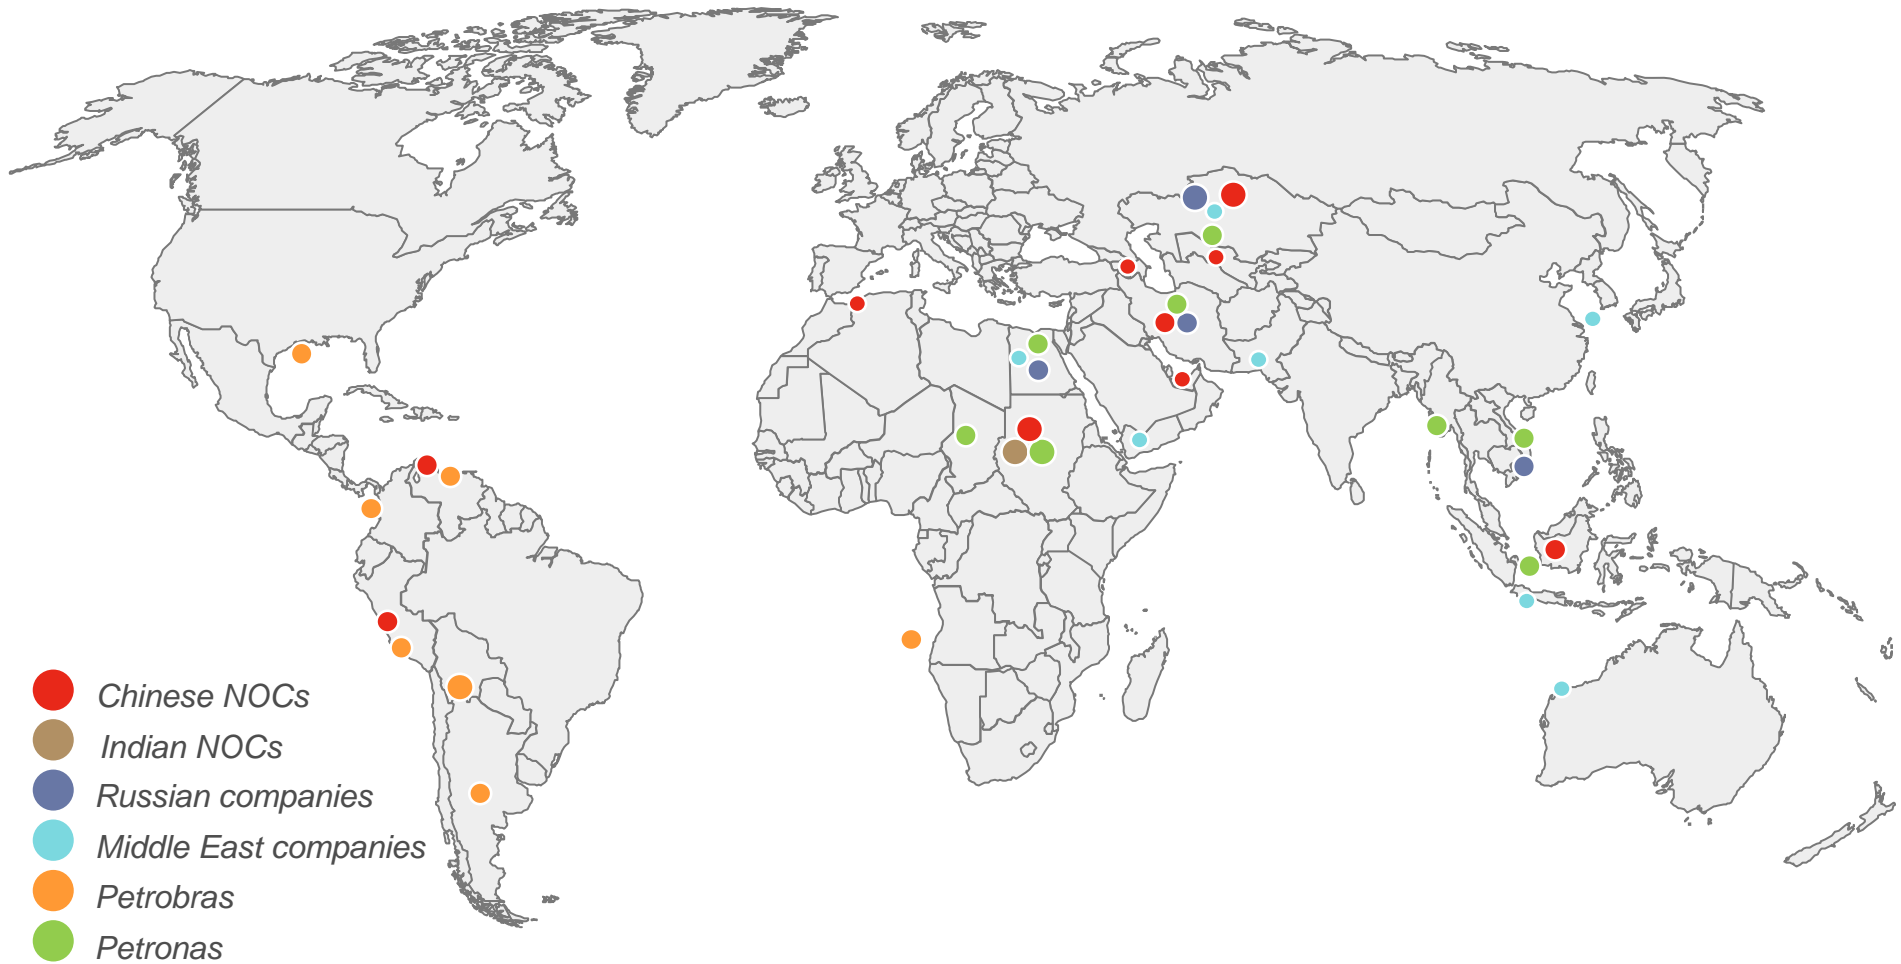 Chinese NOCs
Indian NOCs
Russian companies
Middle East companies
Petrobras
Petronas